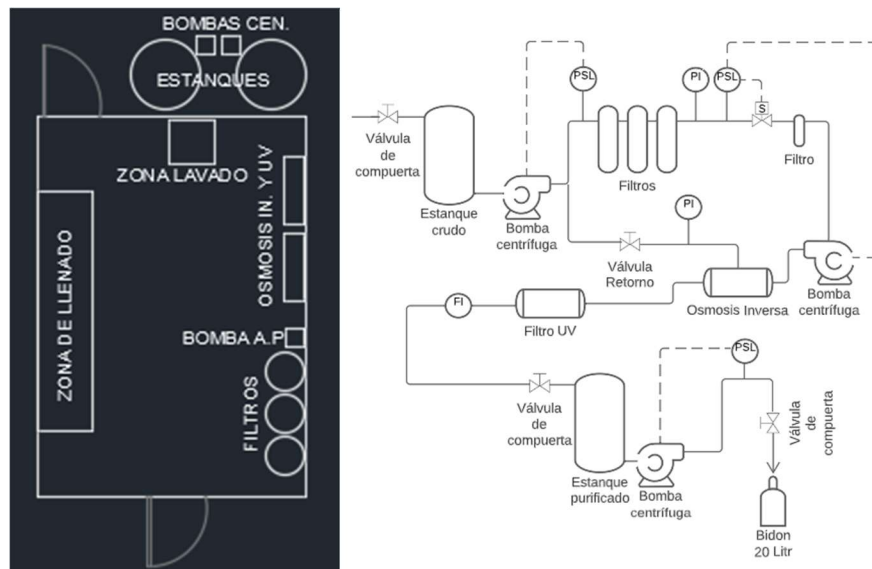 BOMBAS CEN.
ESTANQUES
ZONA LAVADO
OSMOSIS IN. Y UV
ZONA DE LLENADO
BOMBA A.P
FILTROS
PSL
PI
PSL
S
Válvula
de
compuerta
Estanque
crudo
Bomba
centrífuga
Filtros
Filtro
PI
Válvula
Retorno
Osmosis Inversa
Bomba
centrífuga
FI
Filtro UV
PSL
Válvula
de
compuerta
Estanque
purificado
Bomba
centrífuga
Válvula
de
compuerta
Bidon
20 Litr